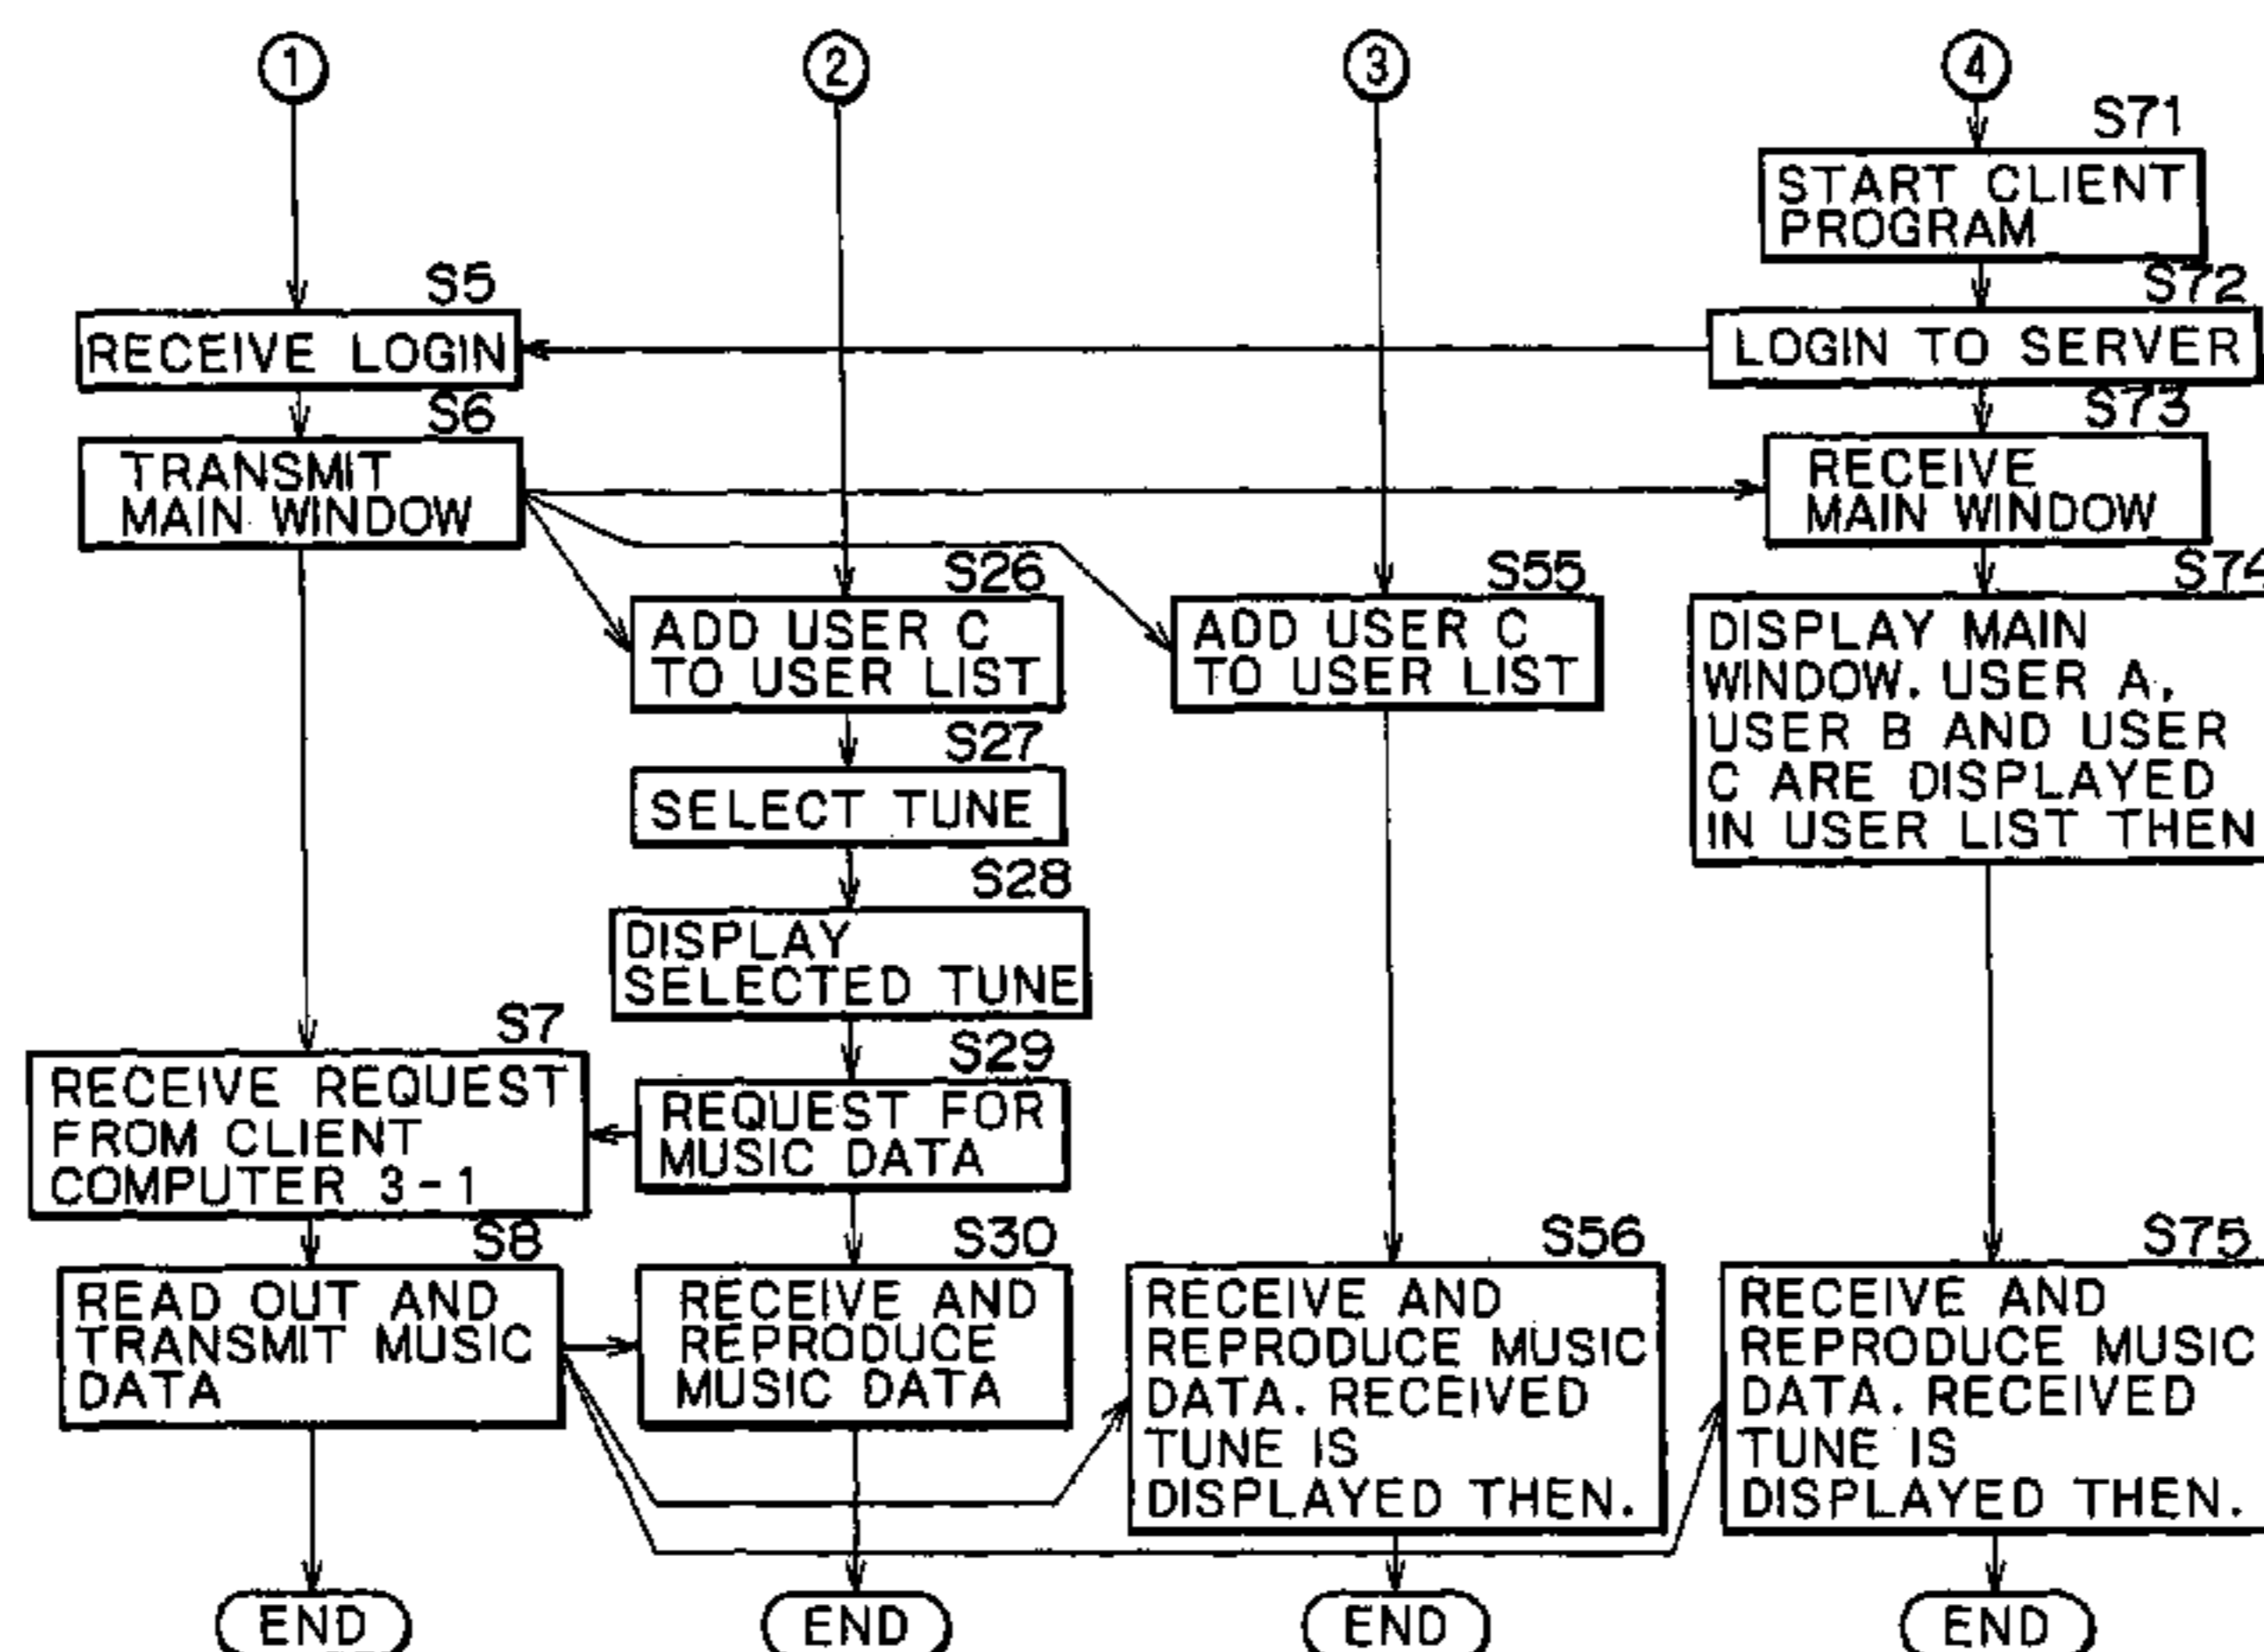 1
2
3
4
S71
START CLIENT
PROGRAM
S5
RECEIVE LOGIN
S72
LOGIN TO SERVER
S6
TRANSMIT
MAIN WINDOW
S73
RECEIVE
MAIN WINDOW
S26
ADD USER C
TO USER LIST
S55
ADD USER C
TO USER LIST
S74
DISPLAY MAIN
WINDOW. USER A,
USER B AND USER
C ARE DISPLAYED
IN USER LIST THEN
S27
SELECT TUNE
S28
DISPLAY
SELECTED TUNE
S7
RECEIVE REQUEST
FROM CLIENT
COMPUTER 3-1
S29
REQUEST FOR
MUSIC DATA
S8
READ OUT AND
TRANSMIT MUSIC
DATA
S30
RECEIVE AND
REPRODUCE
MUSIC DATA
S56
RECEIVE AND
REPRODUCE MUSIC
DATA. RECEIVED
TUNE IS
DISPLAYED THEN.
S75
RECEIVE AND
REPRODUCE MUSIC
DATA. RECEIVED
TUNE IS
DISPLAYED THEN.
END
END
END
END